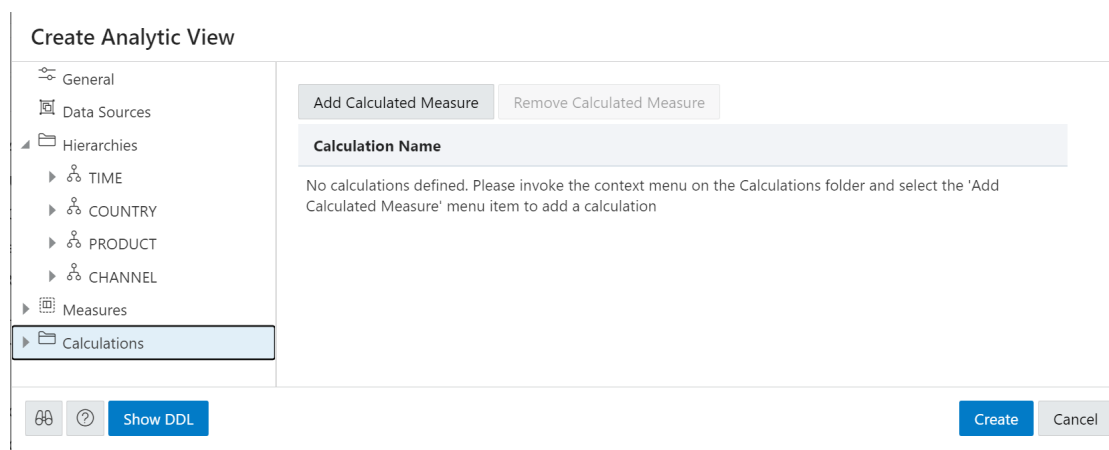 Create Analytic View
General
Data Sources
Hierarchies
TIME
COUNTRY
PRODUCT
CHANNEL
Measures
Calculations
Add Calculated Measure
Remove Calculated Measure
Calculation Name
No calculations defined. Please invoke the context menu on the Calculations folder and select the 'Add
Calculated Measure' menu item to add a calculation
Show DDL
Create
Cancel